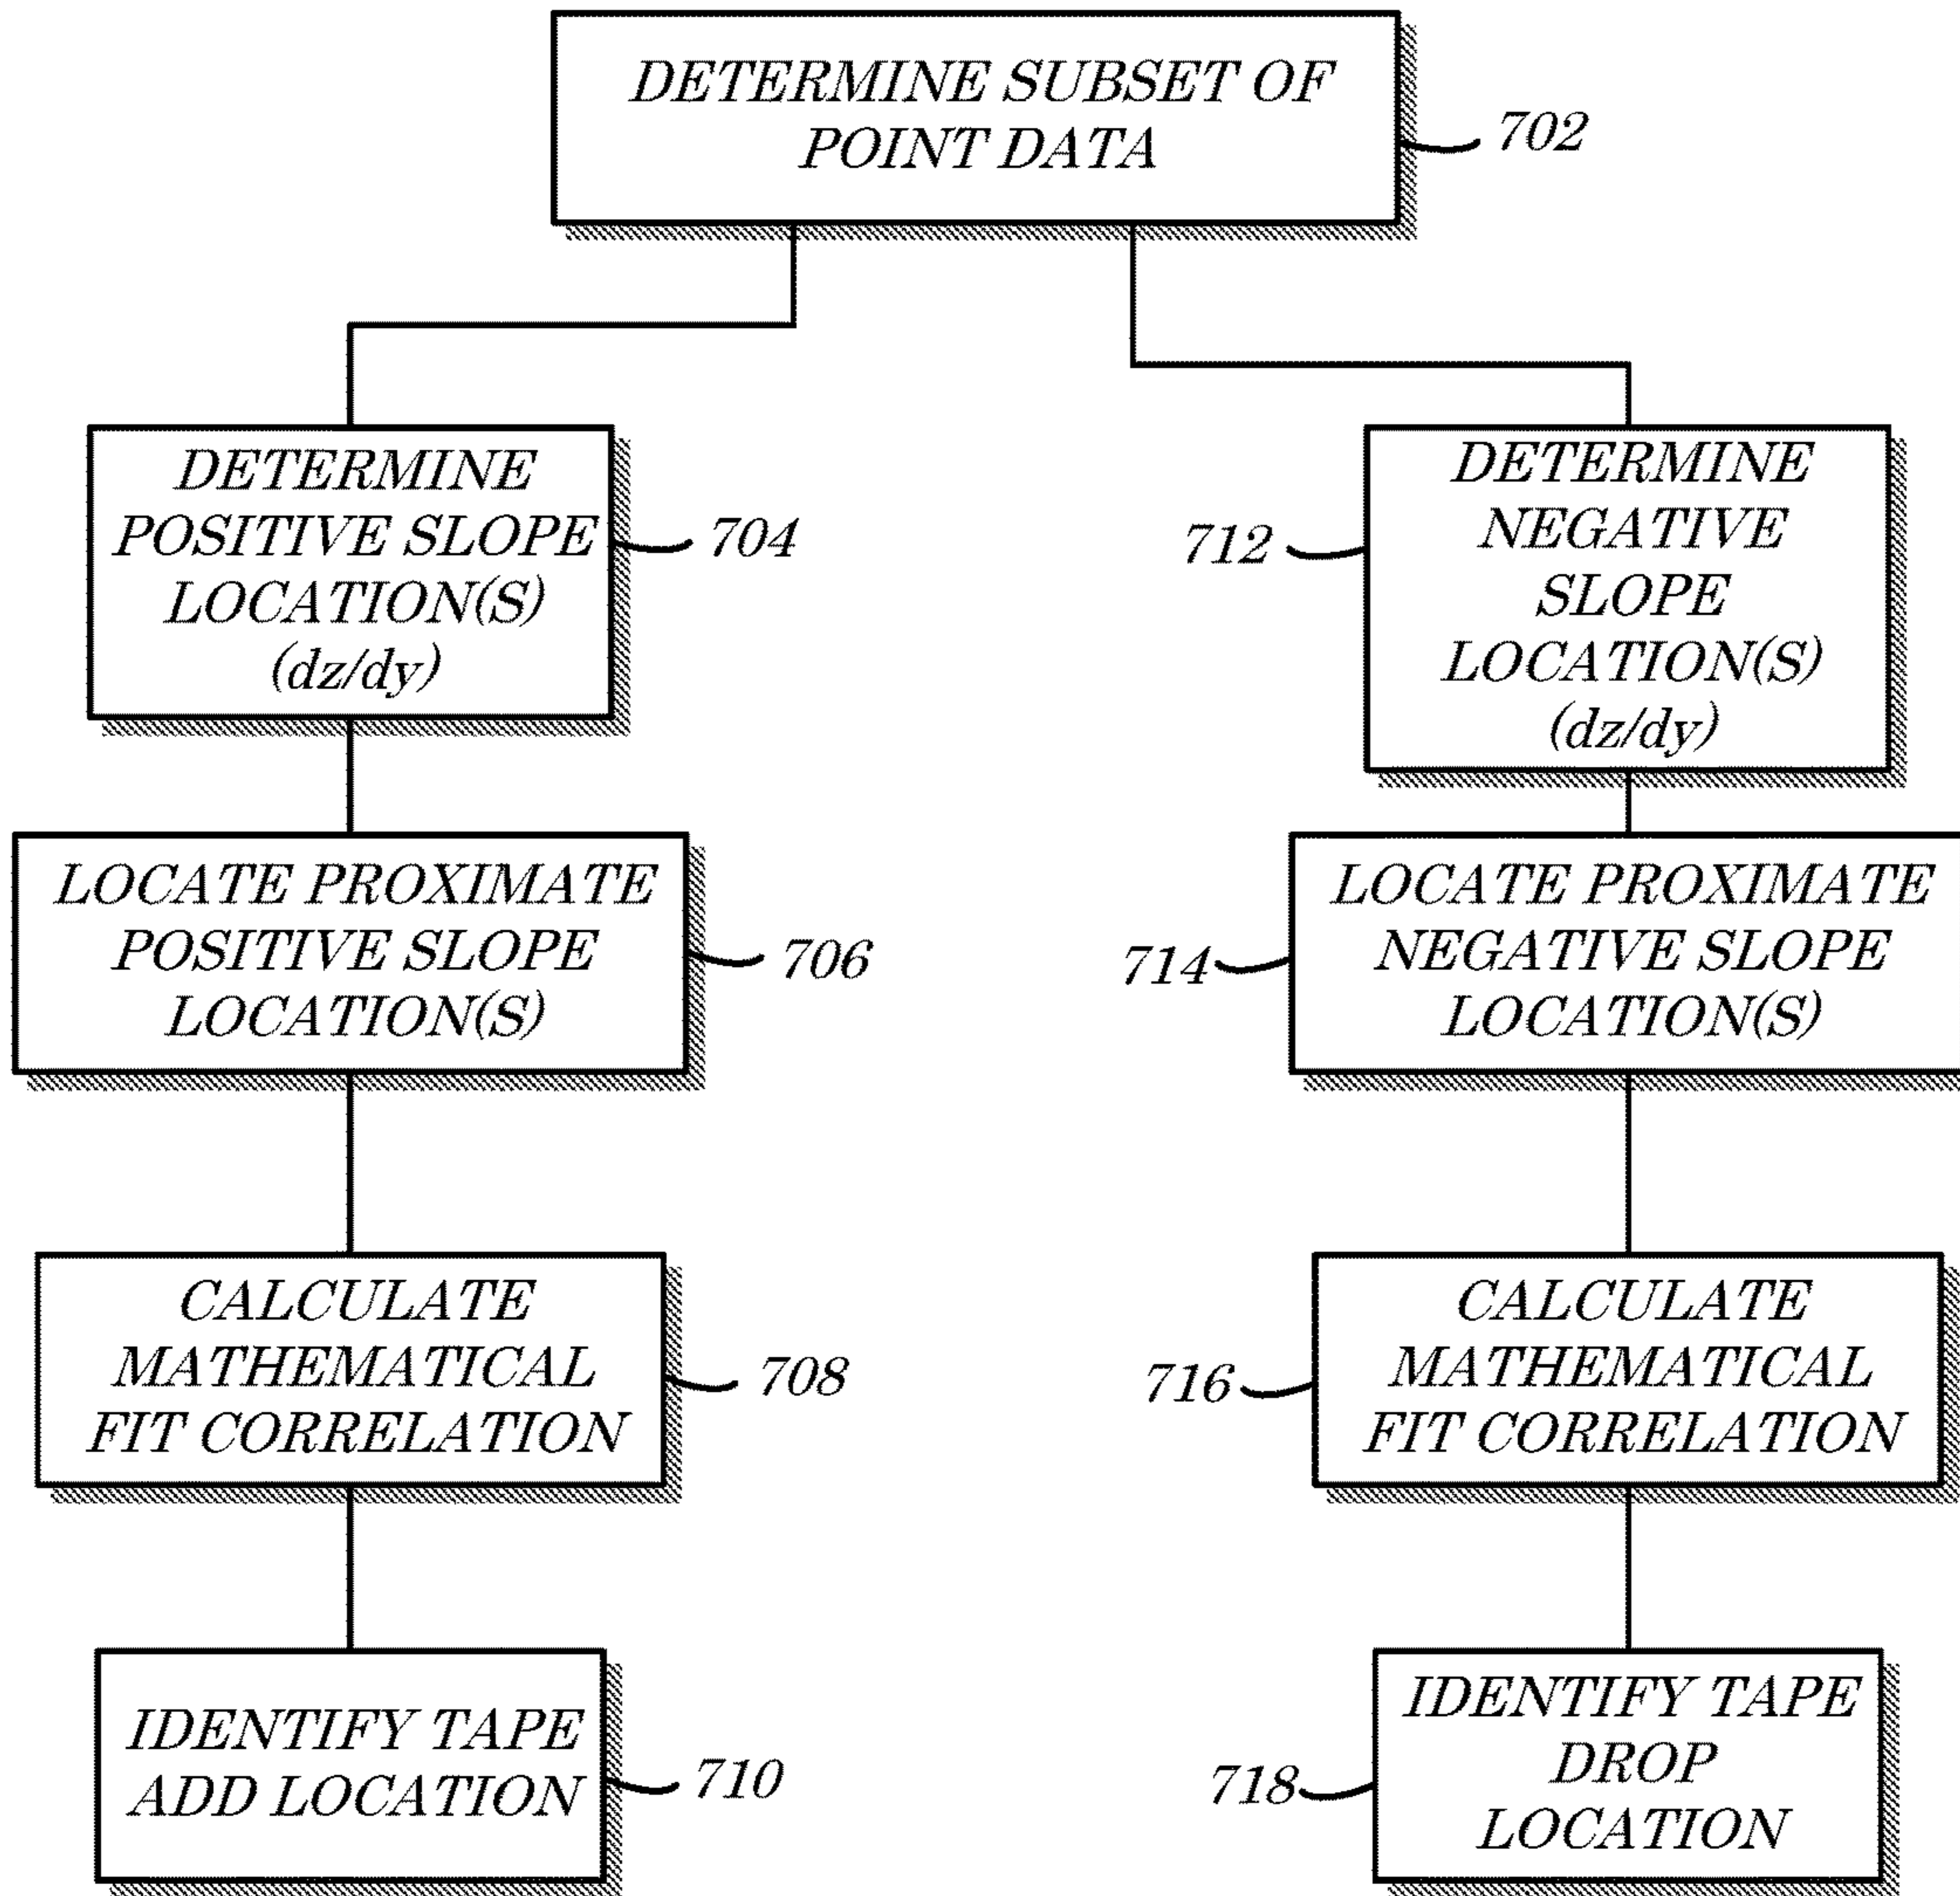 DETERMINE SUBSET OF
POINT DATA
702
DETERMINE
POSITIVE SLOPE
LOCATION(S)
(dz/dy)
704
LOCATE PROXIMATE
POSITIVE SLOPE
LOCATION(S)
706
CALCULATE
MATHEMATICAL
FIT CORRELATION
708
IDENTIFY TAPE
ADD LOCATION
710
DETERMINE
NEGATIVE
SLOPE
LOCATION(S)
(dz/dy)
712
LOCATE PROXIMATE
NEGATIVE SLOPE
LOCATION(S)
714
CALCULATE
MATHEMATICAL
FIT CORRELATION
716
IDENTIFY TAPE
DROP
LOCATION
718